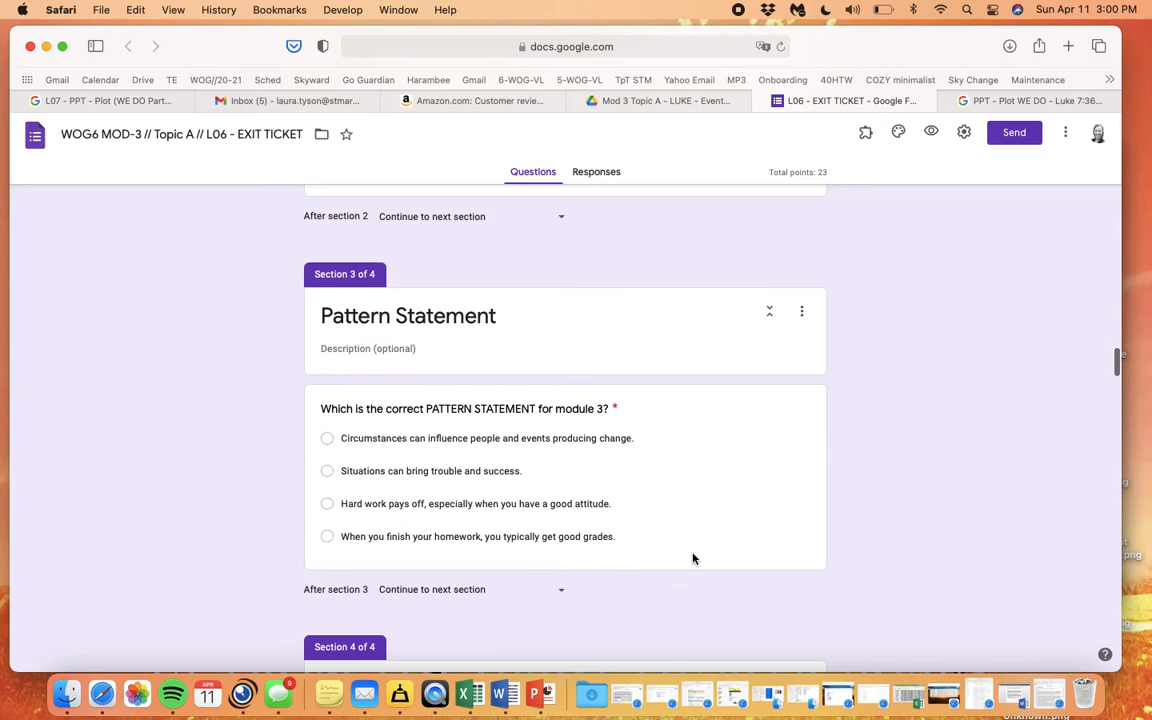 Safari File Edit View History Bookmarks Develop Window Help Sun Apr 11 3:00 PM
docs.google.com
Gmail Calendar Drive TE WOG//20-21 Sched Skyward Go Guardian Harambee Gmail 6-WOG-VL 5-WOG-VL TpT STM Yahoo Email MP3 Onboarding 40HTW COZY minimalist Sky Change Maintenance
L07 - PPT - Plot (WE DO Part... Inbox (5) - laura.tyson@stmar... Amazon.com: Customer revie... Mod 3 Topic A - LUKE - Event... L06 - EXIT TICKET - Google F... PPT - Plot WE DO - Luke 7:36...
WOG6 MOD-3 // Topic A // L06 - EXIT TICKET Send
Questions Responses Total points: 23
After section 2 Continue to next section
Section 3 of 4
Pattern Statement
Description (optional)
Which is the correct PATTERN STATEMENT for module 3? *
Circumstances can influence people and events producing change.
Situations can bring trouble and success.
Hard work pays off, especially when you have a good attitude.
When you finish your homework, you typically get good grades.
After section 3 Continue to next section
Section 4 of 4
APR
11
9